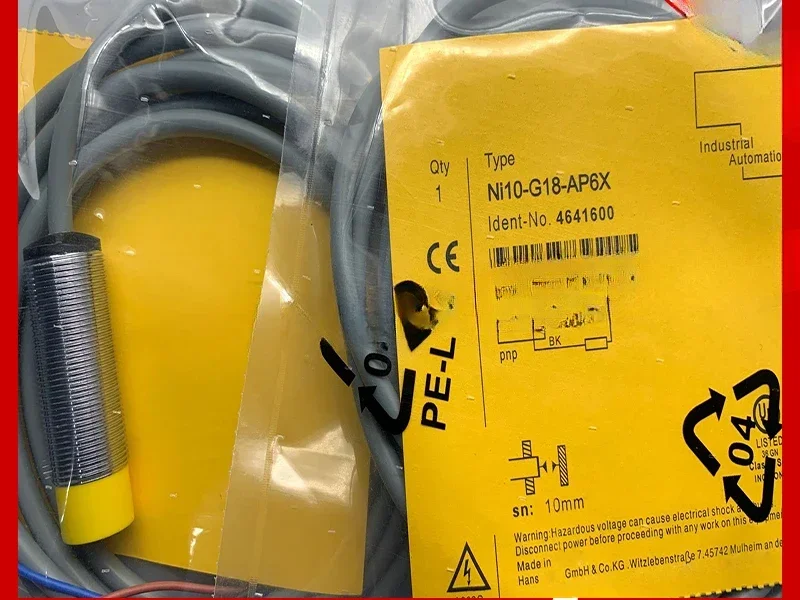 Industrial
Automatio
Qty
1
Type
Ni10-G18-AP6X
Ident-No. 4641600
CE
pnp
BK
PE-L
04
LISTED
sn: 10mm
Warning: Hazardous voltage can cause electrical shock
Disconnect power before proceeding with any work on this
Made in
Hans
GmbH & Co.KG . Witzlebenstraße 7.45742 Mulheim an de